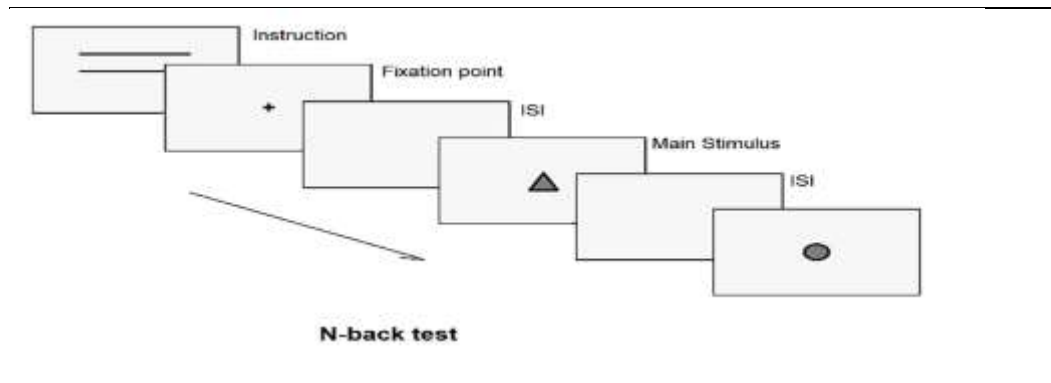 Instruction
Fixation point
ISI
Main Stimulus
ISI
N-back test